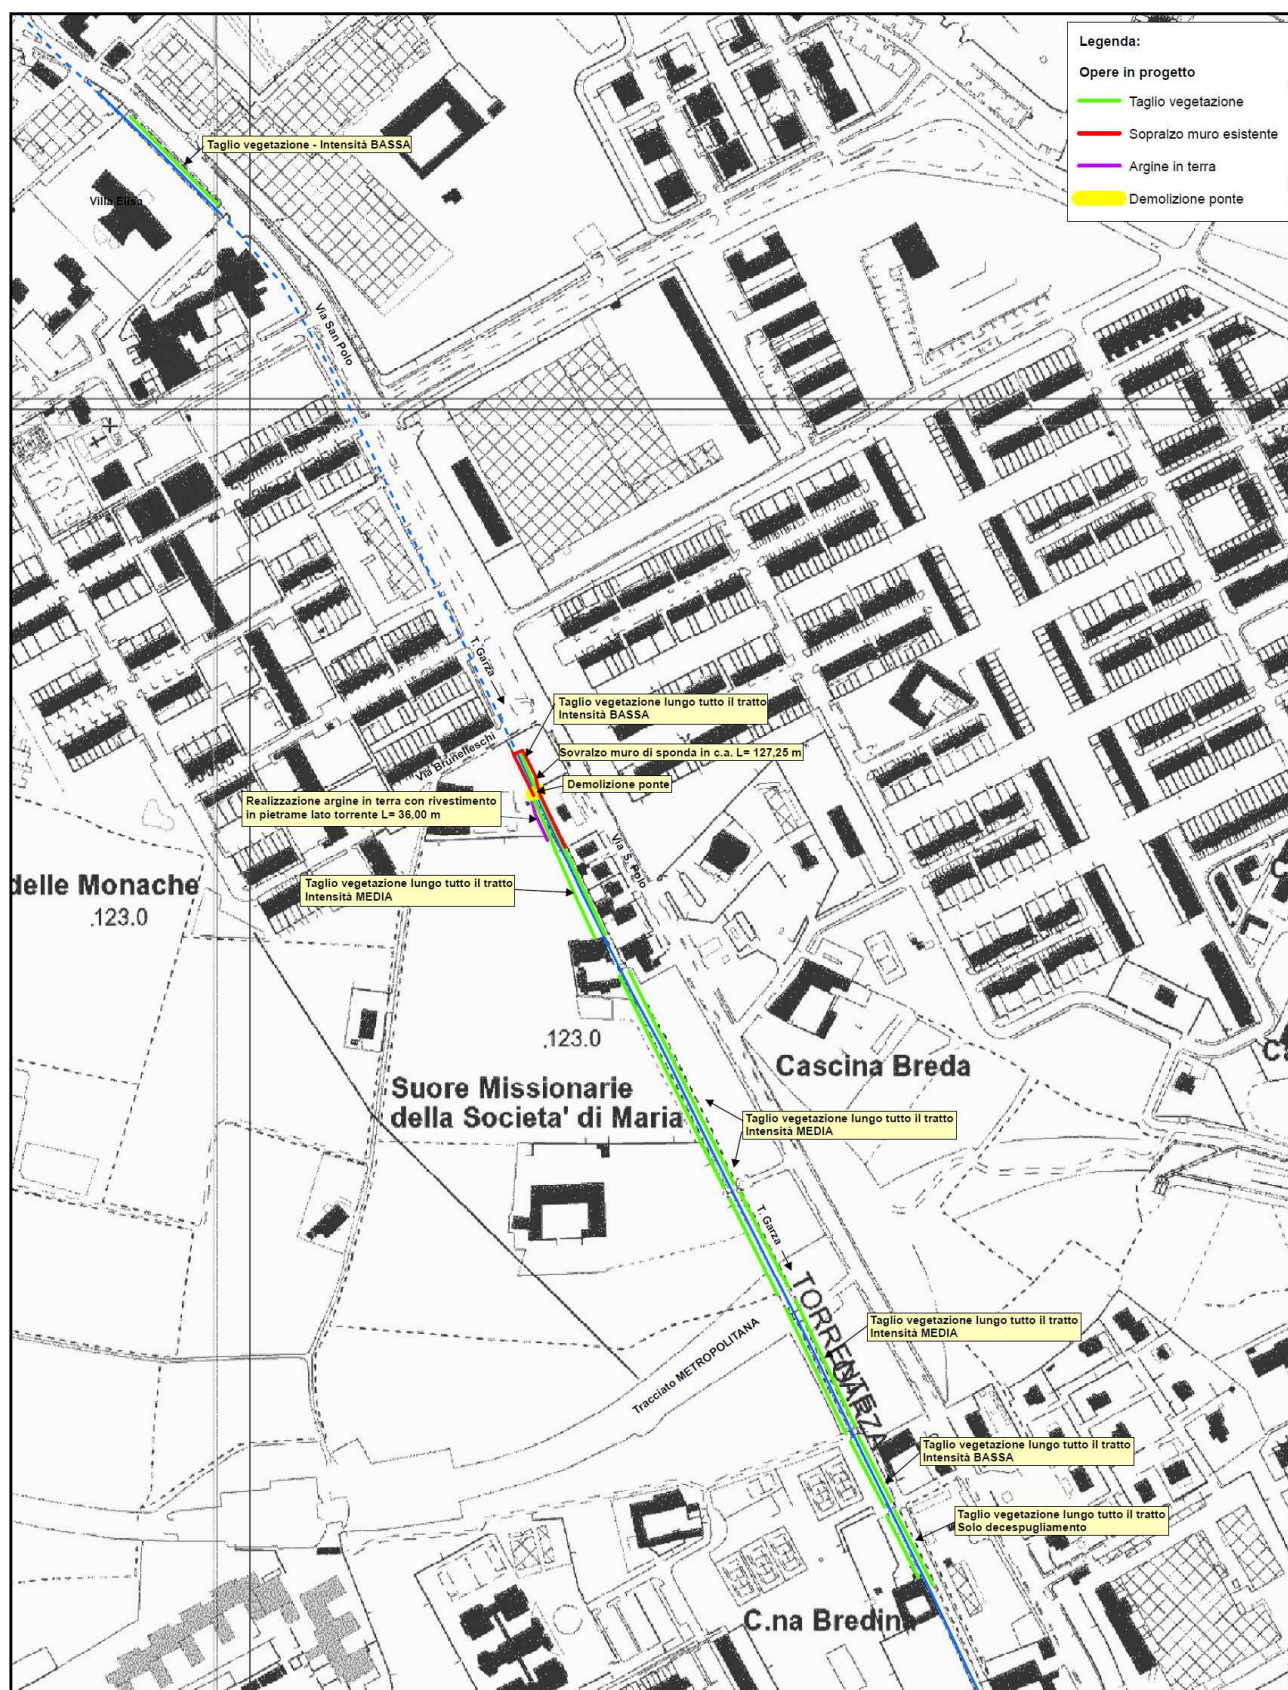 Legenda:
Opere in progetto
Taglio vegetazione
Sopralzo muro esistente
Argine in terra
Demolizione ponte
Taglio vegetazione - Intensità BASSA
Villa Elisa
Via San Polo
T. Garza
Via Brunelleschi
Taglio vegetazione lungo tutto il tratto
Intensità BASSA
Sovralzo muro di sponda in c.a. L= 127,25 m
Demolizione ponte
Realizzazione argine in terra con rivestimento
in pietrame lato torrente L= 36,00 m
Via S. Polo
Taglio vegetazione lungo tutto il tratto
Intensità MEDIA
delle Monache
.123.0
.123.0
Cascina Breda
Suore Missionarie
della Societa' di Maria
Taglio vegetazione lungo tutto il tratto
Intensità MEDIA
T. Garza
TORRENTE
GARZA
Taglio vegetazione lungo tutto il tratto
Intensità MEDIA
Tracciato METROPOLITANA
Taglio vegetazione lungo tutto il tratto
Intensità BASSA
Taglio vegetazione lungo tutto il tratto
Solo decespugliamento
C.na Bredina